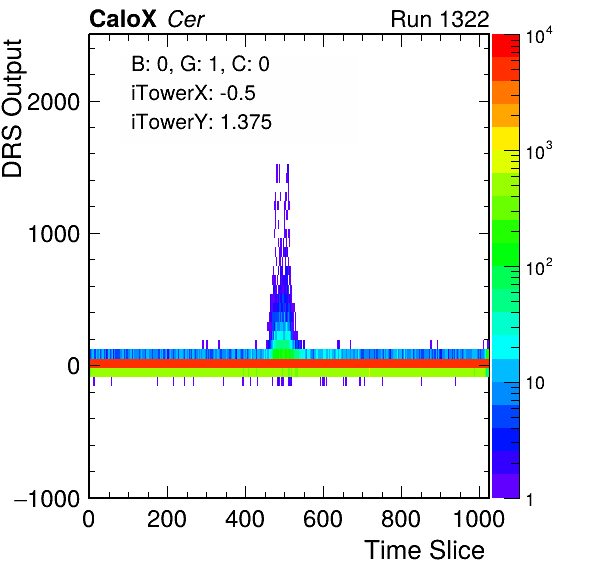 CaloX Cer Run 1322
B: 0, G: 1, C: 0
iTowerX: -0.5
iTowerY: 1.375
DRS Output
2000
1000
0
−1000
0 200 400 600 800 1000
Time Slice
10⁴
10³
10²
10
1